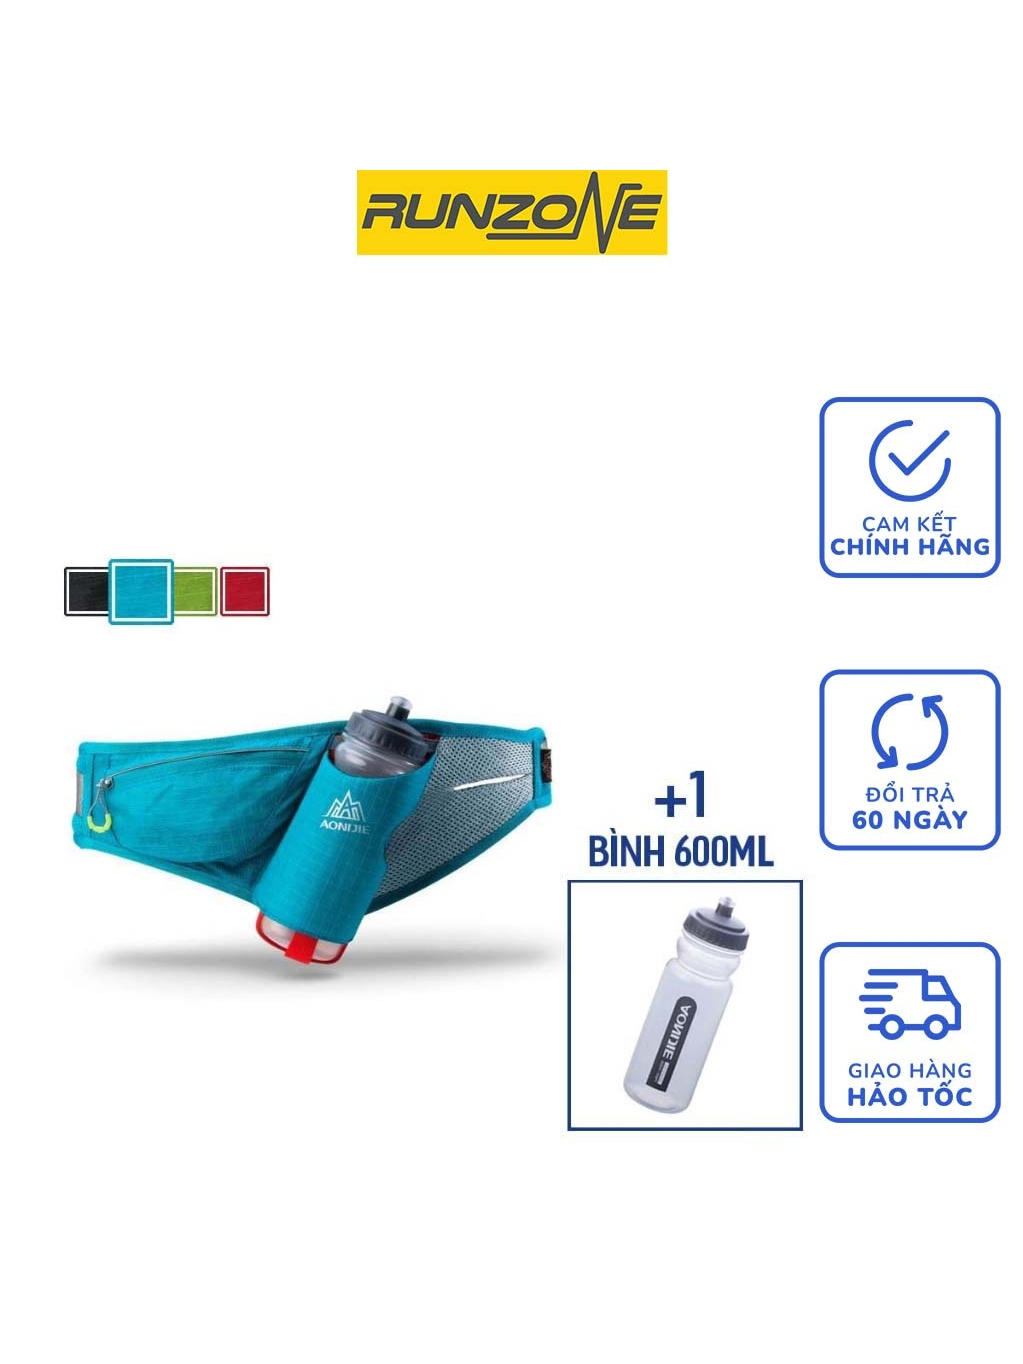 RUNZONE
CAM KẾT
CHÍNH HÃNG
ĐỔI TRẢ
60 NGÀY
AONIJIE
+1
BÌNH 600ML
AONIJIE
GIAO HÀNG
HẢO TỐC